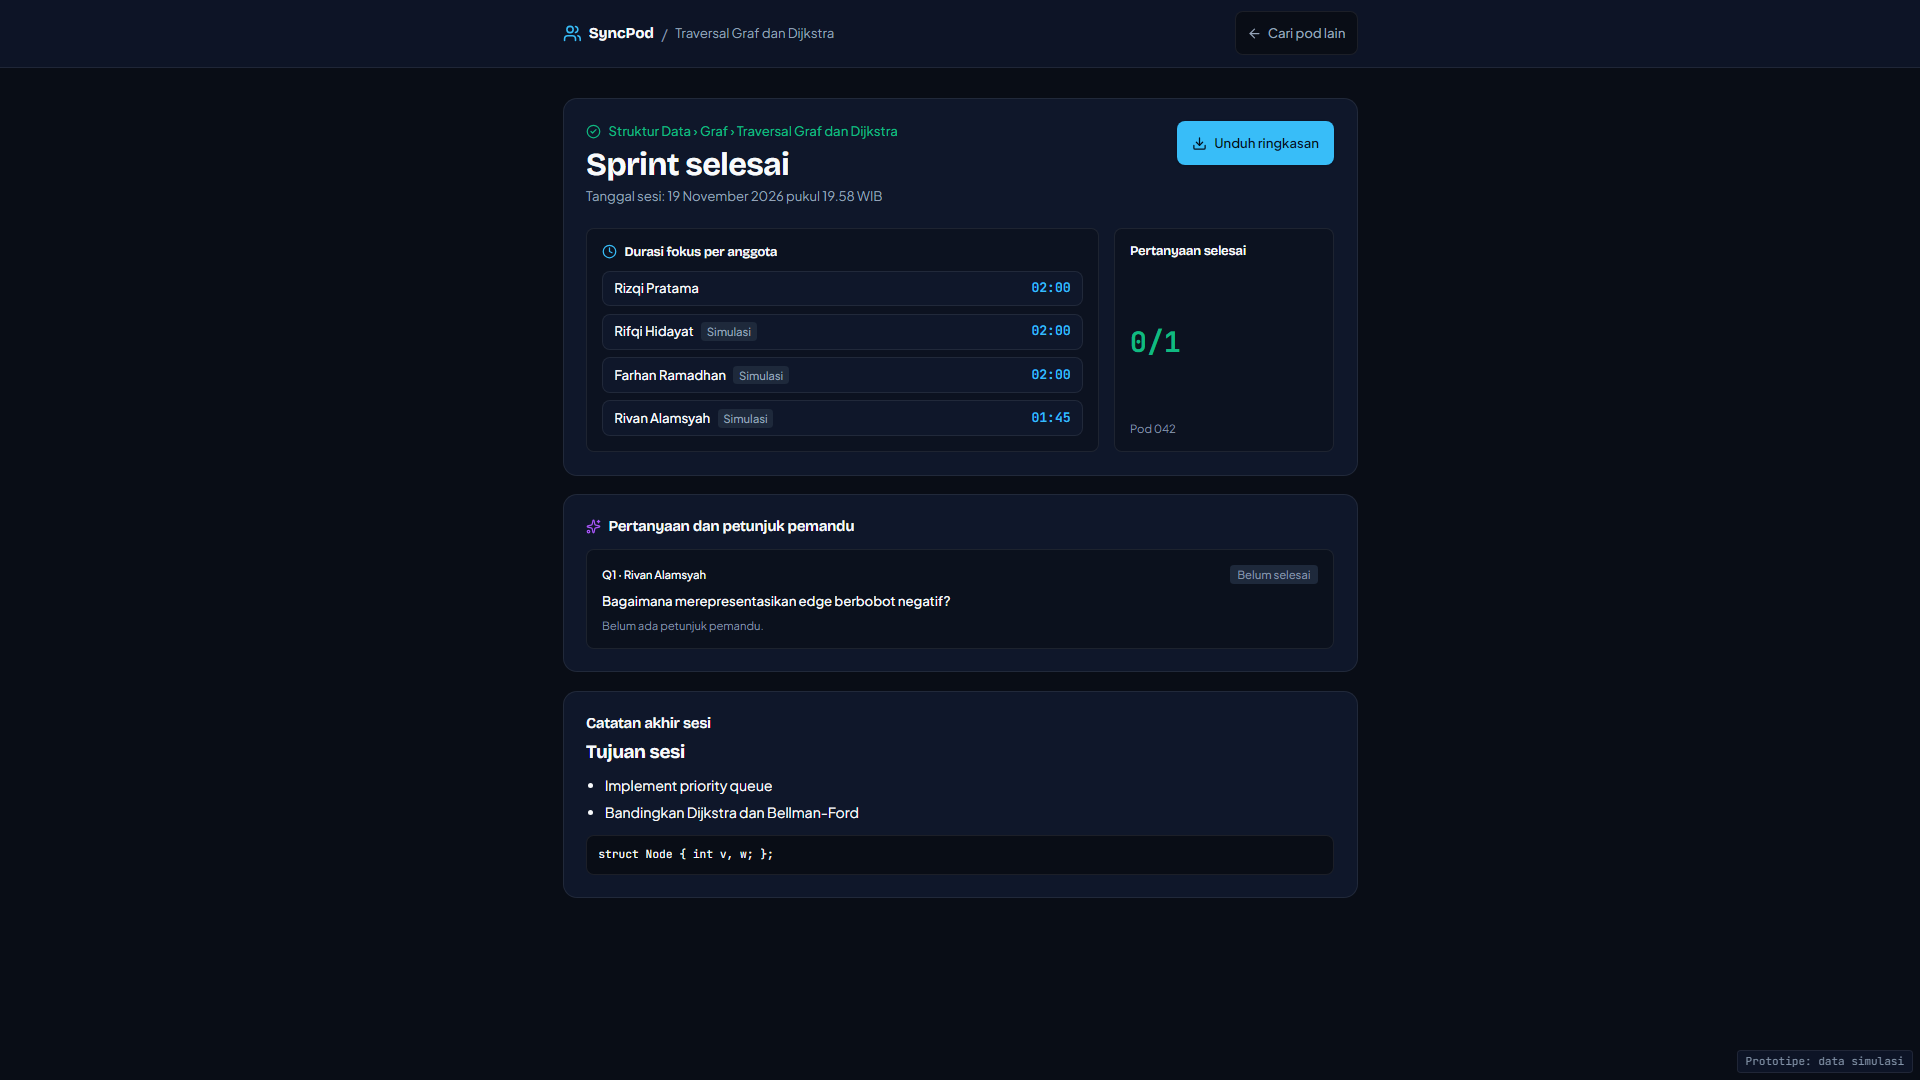 SyncPod / Traversal Graf dan Dijkstra
Cari pod lain
Struktur Data › Graf › Traversal Graf dan Dijkstra
Sprint selesai
Tanggal sesi: 19 November 2026 pukul 19.58 WIB
Unduh ringkasan
Durasi fokus per anggota
Rizqi Pratama 02:00
Rifqi Hidayat Simulasi 02:00
Farhan Ramadhan Simulasi 02:00
Rivan Alamsyah Simulasi 01:45
Pertanyaan selesai
0/1
Pod 042
Pertanyaan dan petunjuk pemandu
Q1 · Rivan Alamsyah
Belum selesai
Bagaimana merepresentasikan edge berbobot negatif?
Belum ada petunjuk pemandu.
Catatan akhir sesi
Tujuan sesi
• Implement priority queue
• Bandingkan Dijkstra dan Bellman-Ford
struct Node { int v, w; };
Prototipe: data simulasi